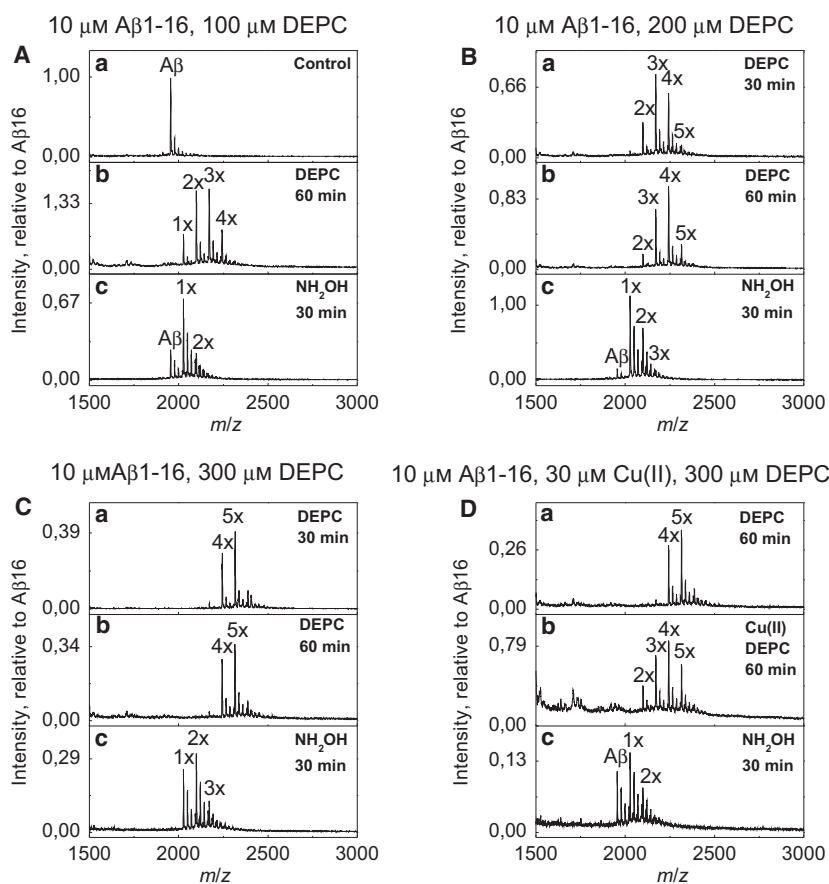 10 μM Aβ1-16, 100 μM DEPC
A
a
Control
Aβ
1,00
0,00
b
DEPC
60 min
1x
2x
3x
4x
1,33
0,00
c
NH2OH
30 min
Aβ
1x
2x
0,67
0,00
1500 2000 2500 3000
m/z
Intensity, relative to Aβ16
10 μM Aβ1-16, 200 μM DEPC
B
a
DEPC
30 min
2x
3x
4x
5x
0,66
0,00
b
DEPC
60 min
2x
3x
4x
5x
0,83
0,00
c
NH2OH
30 min
Aβ
1x
2x
3x
1,00
0,00
1500 2000 2500 3000
m/z
Intensity, relative to Aβ16
10 μMAβ1-16, 300 μM DEPC
C
a
DEPC
30 min
4x
5x
0,39
0,00
b
DEPC
60 min
4x
5x
0,34
0,00
c
NH2OH
30 min
1x
2x
3x
0,29
0,00
1500 2000 2500 3000
m/z
Intensity, relative to Aβ16
10 μM Aβ1-16, 30 μM Cu(II), 300 μM DEPC
D
a
DEPC
60 min
4x
5x
0,26
0,00
b
Cu(II)
DEPC
60 min
2x
3x
4x
5x
0,79
0,00
c
NH2OH
30 min
Aβ
1x
2x
0,13
0,00
1500 2000 2500 3000
m/z
Intensity, relative to Aβ16